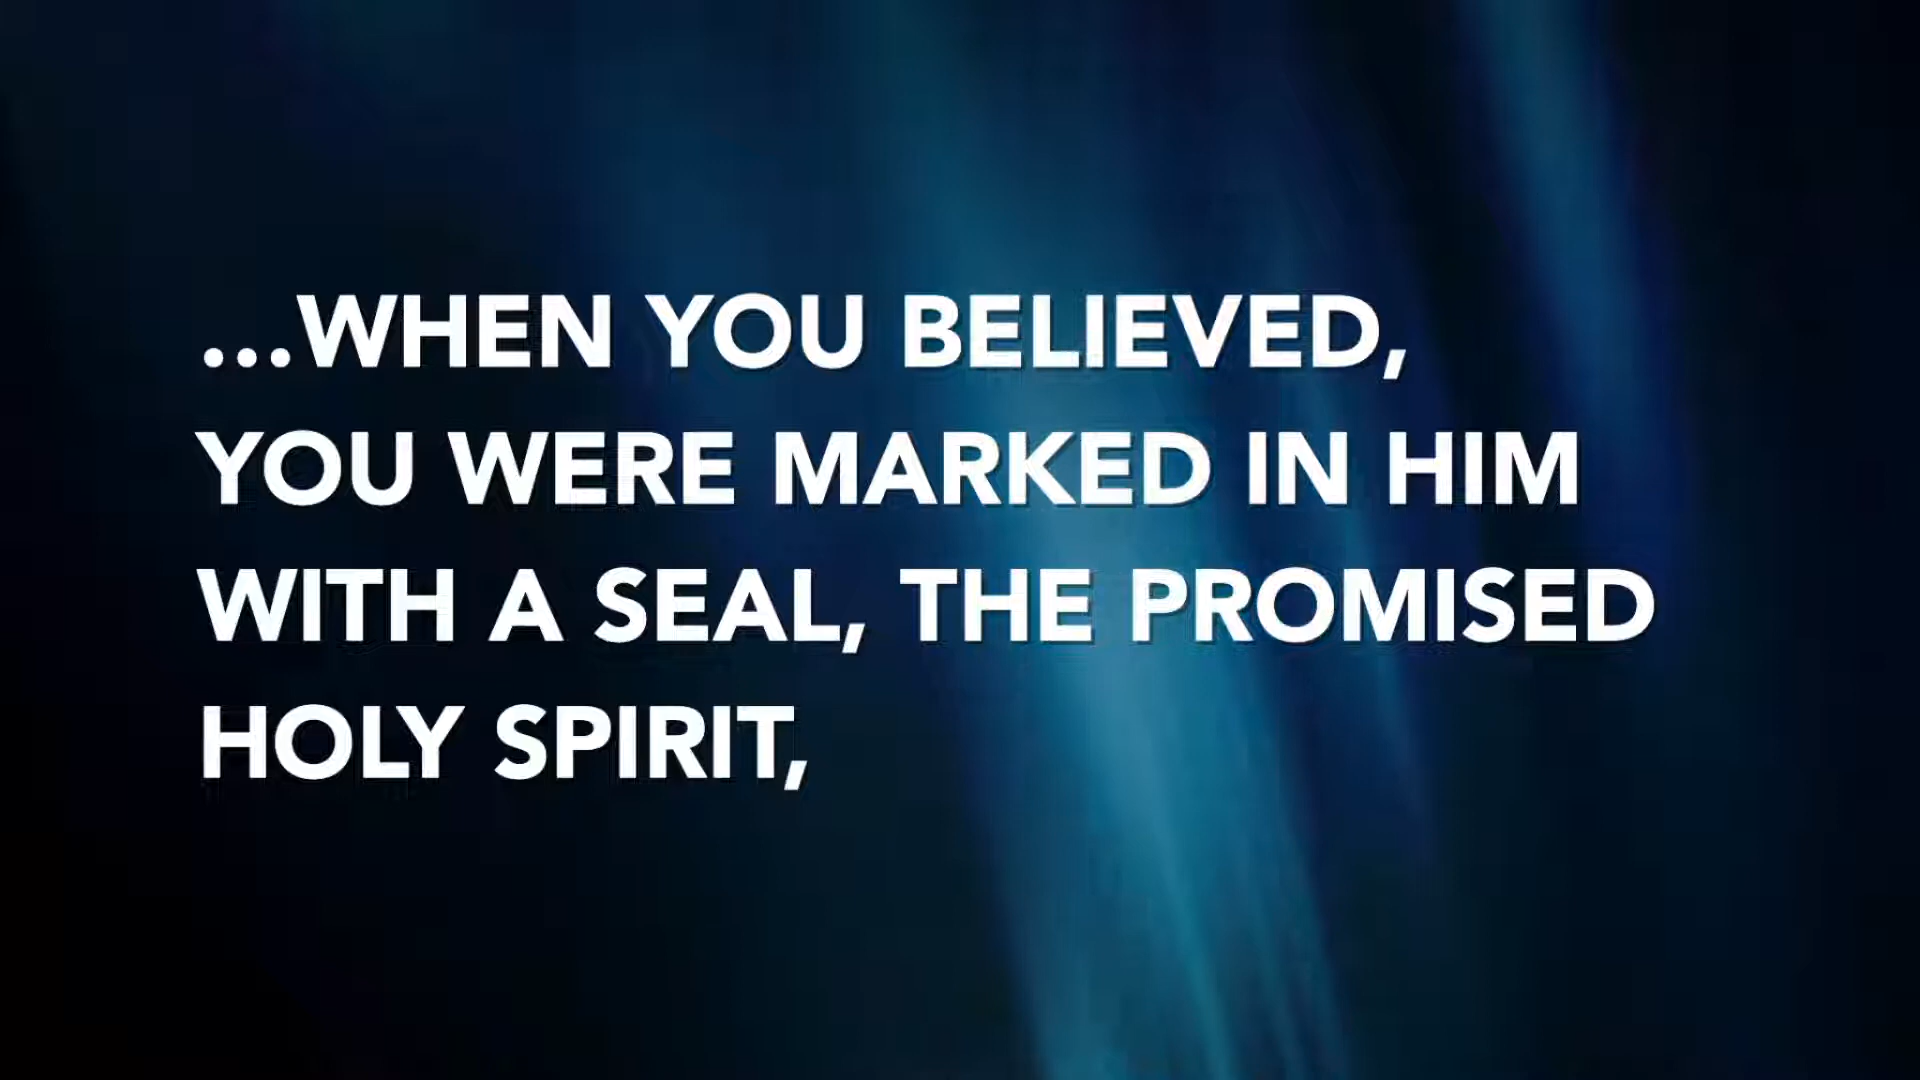 …WHEN YOU BELIEVED,
YOU WERE MARKED IN HIM
WITH A SEAL, THE PROMISED
HOLY SPIRIT,